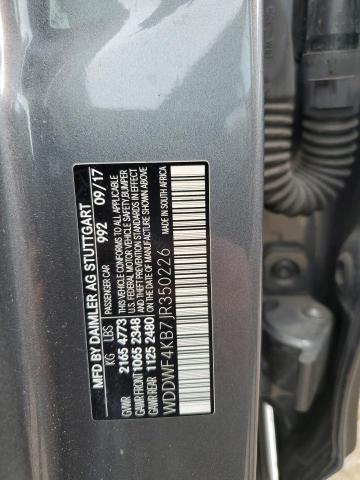 MFD BY DAIMLER AG STUTTGART
PASSENGER CAR 992 09/17
KG LBS
GVWR 2165 4773
GAWR FRONT 1065 2348
GAWR REAR 1125 2480
THIS VEHICLE CONFORMS TO ALL APPLICABLE
U.S. FEDERAL MOTOR VEHICLE SAFETY, BUMPER
AND THEFT PREVENTION STANDARDS IN EFFECT
ON THE DATE OF MANUFACTURE SHOWN ABOVE
WDDWF4KB7JR350226 MADE IN SOUTH AFRICA